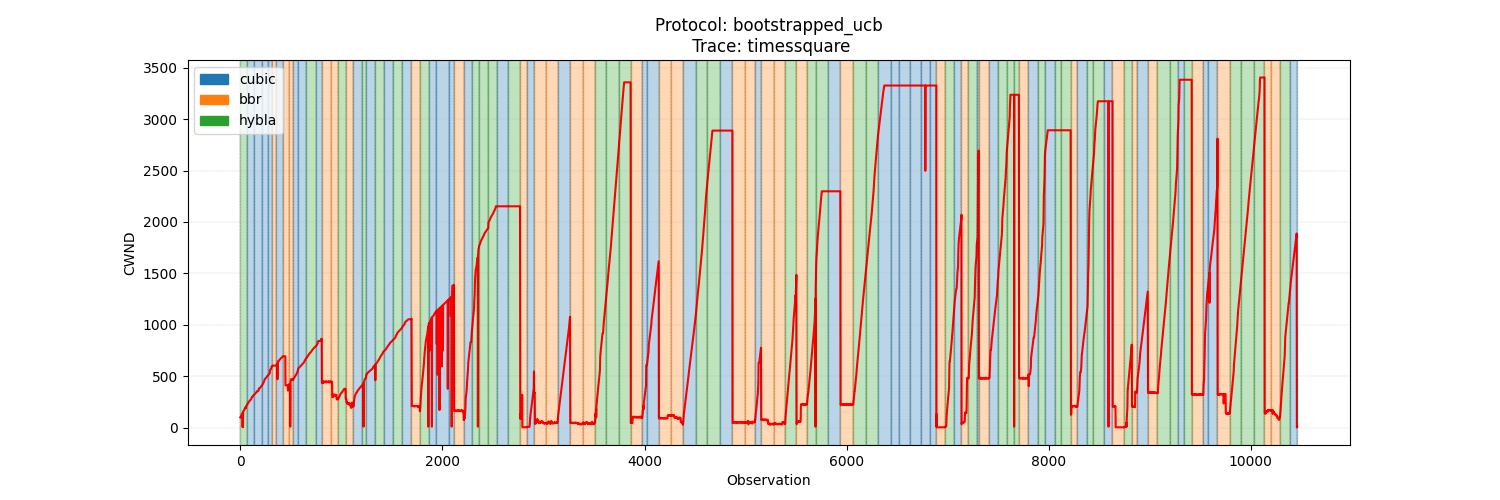 Protocol: bootstrapped_ucb
Trace: timessquare
cubic
bbr
hybla
CWND
3500
3000
2500
2000
1500
1000
500
0
0
2000
4000
6000
8000
10000
Observation